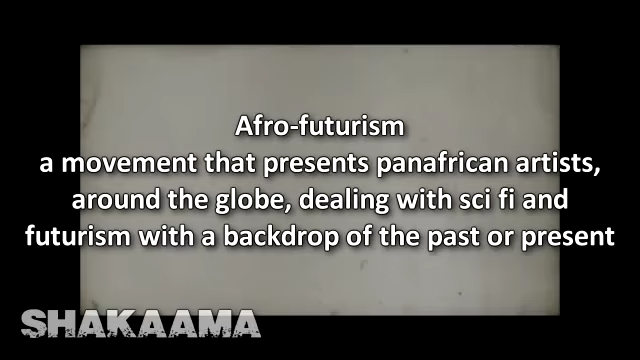 Afro-futurism
a movement that presents panafrican artists,
around the globe, dealing with sci fi and
futurism with a backdrop of the past or present
SHAKAAMA